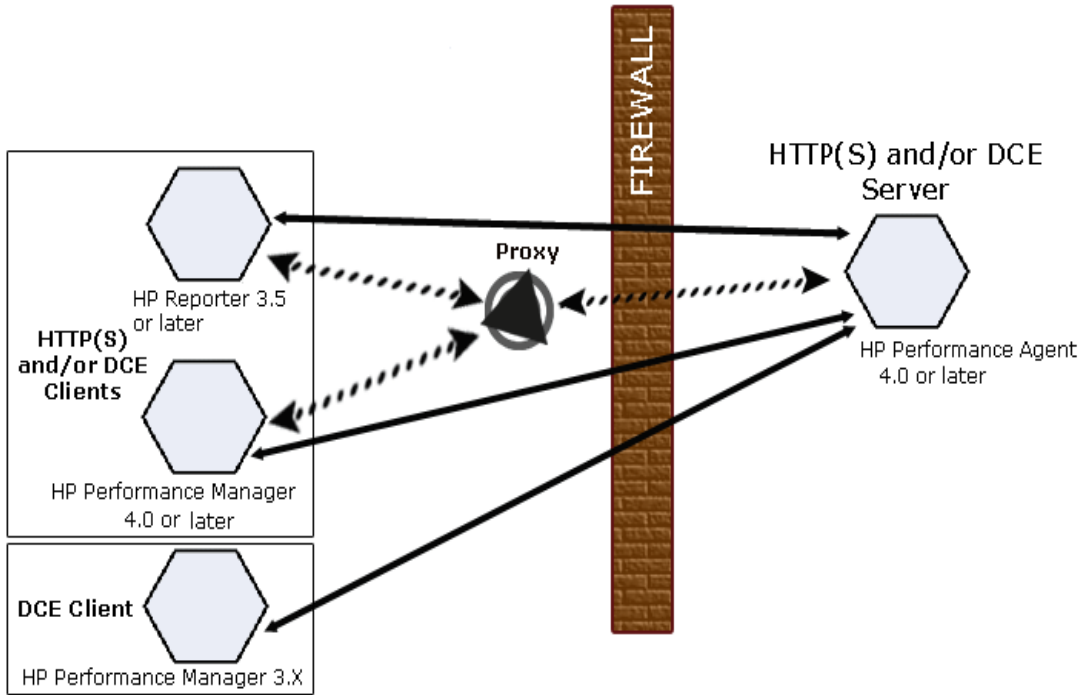 FIREWALL
HTTP(S) and/or DCE
Server
Proxy
HP Reporter 3.5
or later
HTTP(S)
and/or DCE
Clients
HP Performance Agent
4.0 or later
HP Performance Manager
4.0 or later
DCE Client
HP Performance Manager 3.X